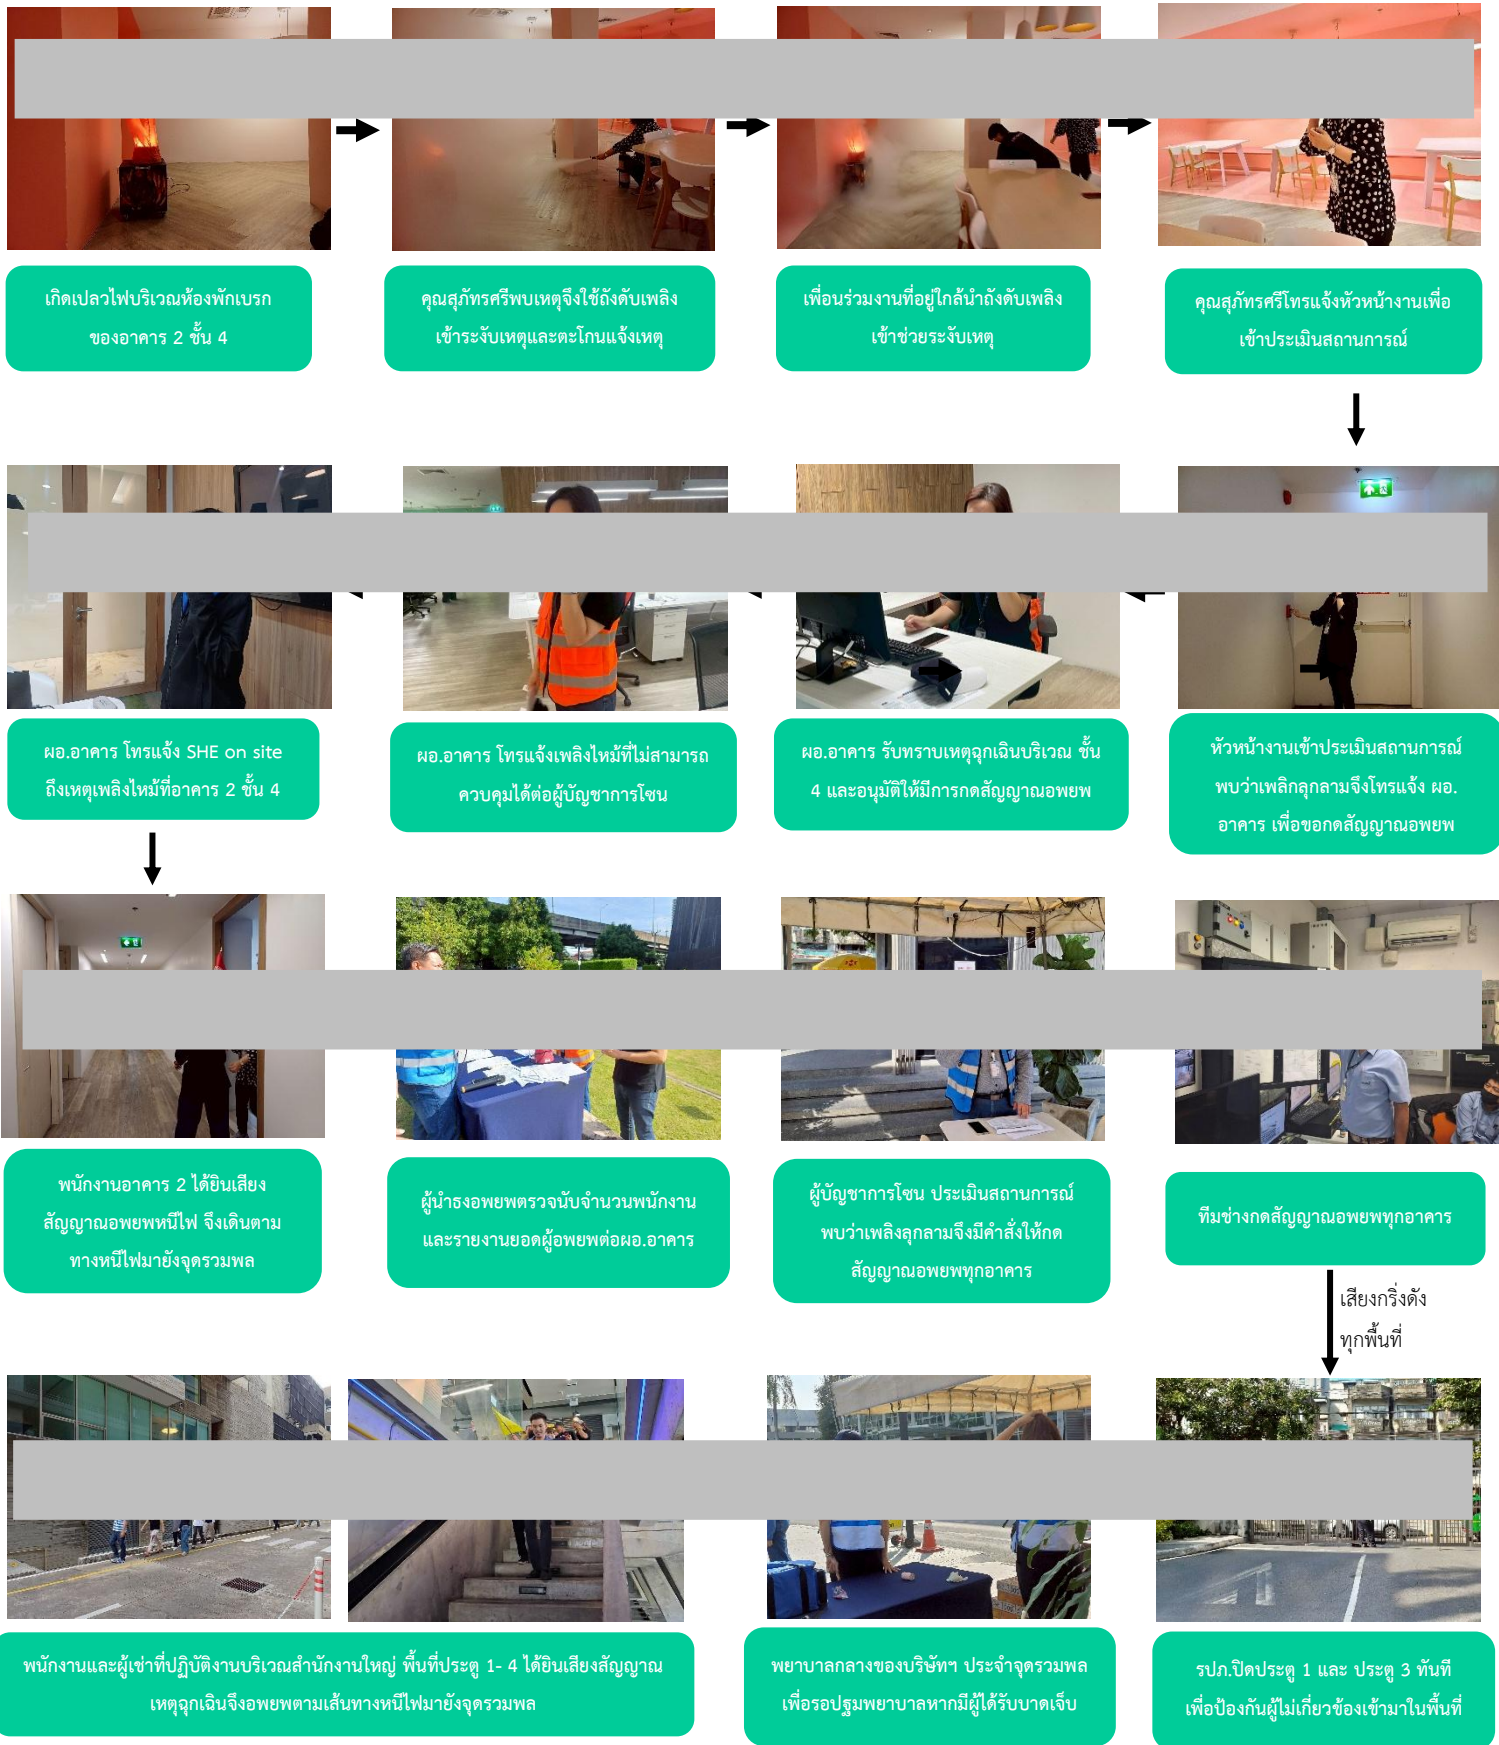 เกิดเปลวไฟบริเวณห้องพักเบรก
ของอาคาร 2 ชั้น 4
คุณสุภัทรศรีพบเหตุจึงใช้ถังดับเพลิง
เข้าระงับเหตุและตะโกนแจ้งเหตุ
เพื่อนร่วมงานที่อยู่ใกล้นำถังดับเพลิง
เข้าช่วยระงับเหตุ
คุณสุภัทรศรีโทรแจ้งหัวหน้างานเพื่อ
เข้าประเมินสถานการณ์
ผอ.อาคาร โทรแจ้ง SHE on site
ถึงเหตุเพลิงไหม้ที่อาคาร 2 ชั้น 4
ผอ.อาคาร โทรแจ้งเพลิงไหม้ที่ไม่สามารถ
ควบคุมได้ต่อผู้บัญชาการโซน
ผอ.อาคาร รับทราบเหตุฉุกเฉินบริเวณ ชั้น
4 และอนุมัติให้มีการกดสัญญาณอพยพ
หัวหน้างานเข้าประเมินสถานการณ์
พบว่าเพลิกลุกลามจึงโทรแจ้ง ผอ.
อาคาร เพื่อขอกดสัญญาณอพยพ
พนักงานอาคาร 2 ได้ยินเสียง
สัญญาณอพยพหนีไฟ จึงเดินตาม
ทางหนีไฟมายังจุดรวมพล
ผู้นำธงอพยพตรวจนับจำนวนพนักงาน
และรายงานยอดผู้อพยพต่อผอ.อาคาร
ผู้บัญชาการโซน ประเมินสถานการณ์
พบว่าเพลิงลุกลามจึงมีคำสั่งให้กด
สัญญาณอพยพทุกอาคาร
ทีมช่างกดสัญญาณอพยพทุกอาคาร
เสียงกริ่งดัง
ทุกพื้นที่
พนักงานและผู้เช่าที่ปฏิบัติงานบริเวณสำนักงานใหญ่ พื้นที่ประตู 1- 4 ได้ยินเสียงสัญญาณ
เหตุฉุกเฉินจึงอพยพตามเส้นทางหนีไฟมายังจุดรวมพล
พยาบาลกลางของบริษัทฯ ประจำจุดรวมพล
เพื่อรอปฐมพยาบาลหากมีผู้ได้รับบาดเจ็บ
รปภ.ปิดประตู 1 และ ประตู 3 ทันที
เพื่อป้องกันผู้ไม่เกี่ยวข้องเข้ามาในพื้นที่